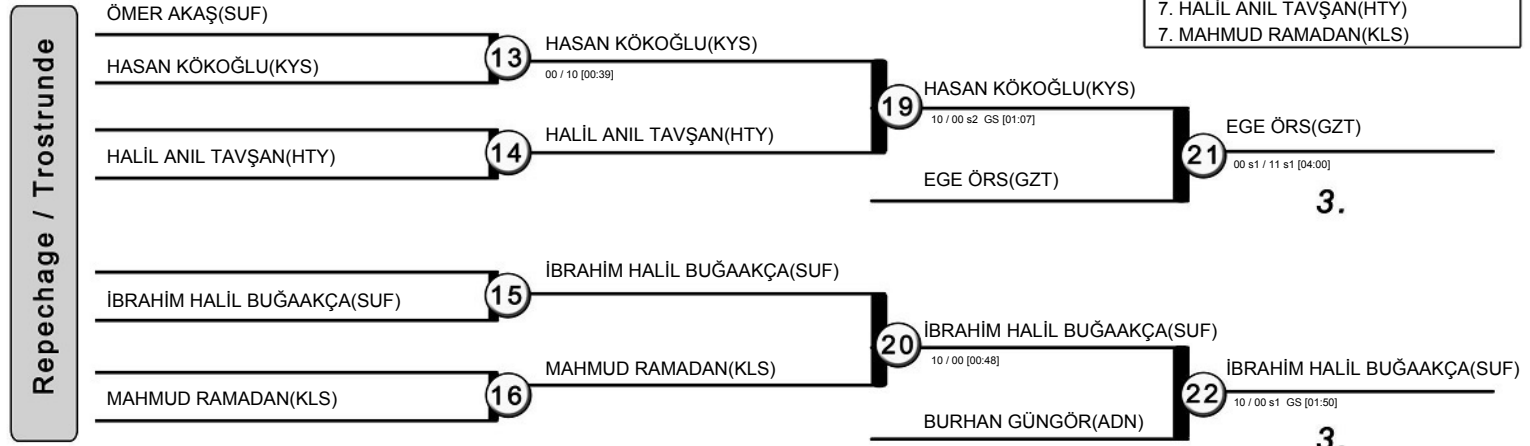 Repechage / Trostrunde
7. HALİL ANIL TAVŞAN(HTY)
7. MAHMUD RAMADAN(KLS)
ÖMER AKAŞ(SUF)
HASAN KÖKOĞLU(KYS)
13
HASAN KÖKOĞLU(KYS)
00 / 10 [00:39]
HALİL ANIL TAVŞAN(HTY)
14
HALİL ANIL TAVŞAN(HTY)
19
HASAN KÖKOĞLU(KYS)
10 / 00 s2 GS [01:07]
EGE ÖRS(GZT)
21
EGE ÖRS(GZT)
00 s1 / 11 s1 [04:00]
3.
İBRAHİM HALİL BUĞAAKÇA(SUF)
15
İBRAHİM HALİL BUĞAAKÇA(SUF)
MAHMUD RAMADAN(KLS)
16
MAHMUD RAMADAN(KLS)
20
İBRAHİM HALİL BUĞAAKÇA(SUF)
10 / 00 [00:48]
BURHAN GÜNGÖR(ADN)
22
İBRAHİM HALİL BUĞAAKÇA(SUF)
10 / 00 s1 GS [01:50]
3.